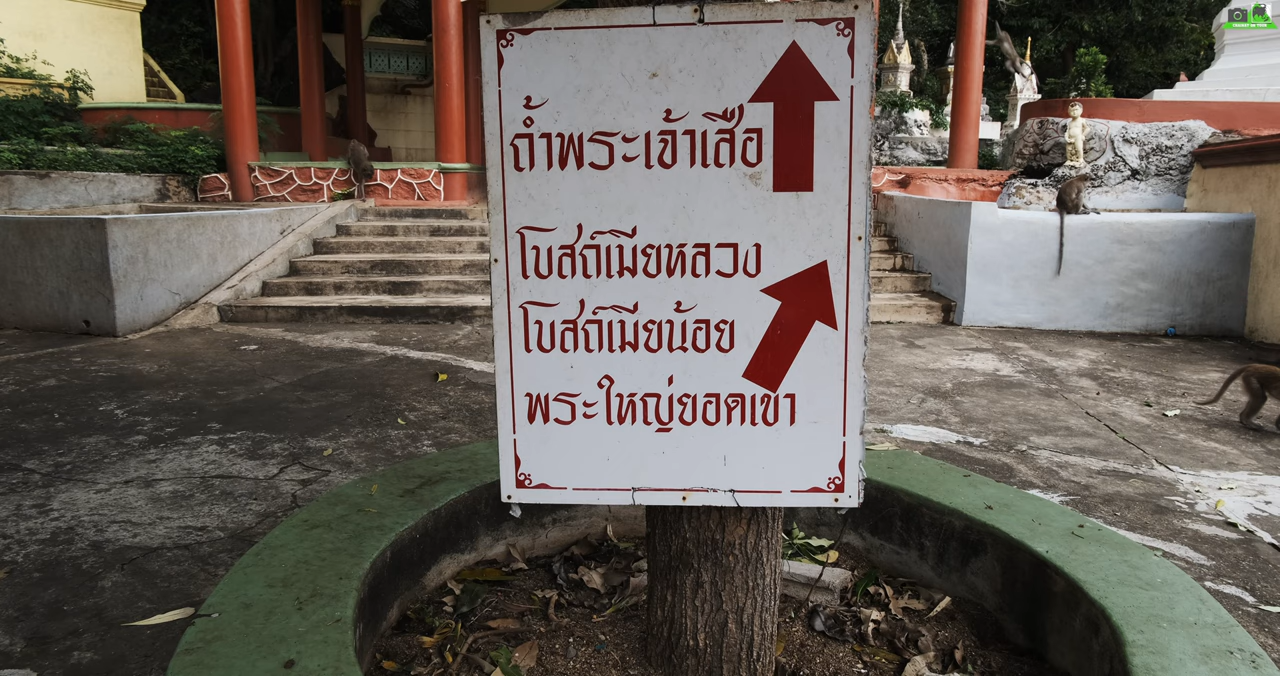 ถ้ำพระเจ้าเสือ
โบสถ์เมียหลวง
โบสถ์เมียน้อย
พระใหญ่ยอดเขา